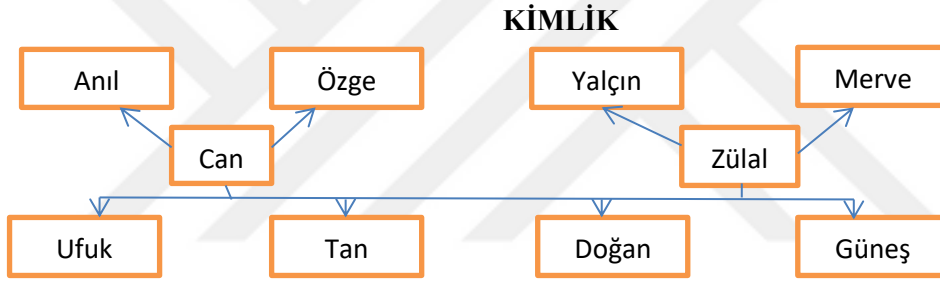 KİMLİK
Anıl Özge Yalçın Merve
Can Zülal
Ufuk Tan Doğan Güneş